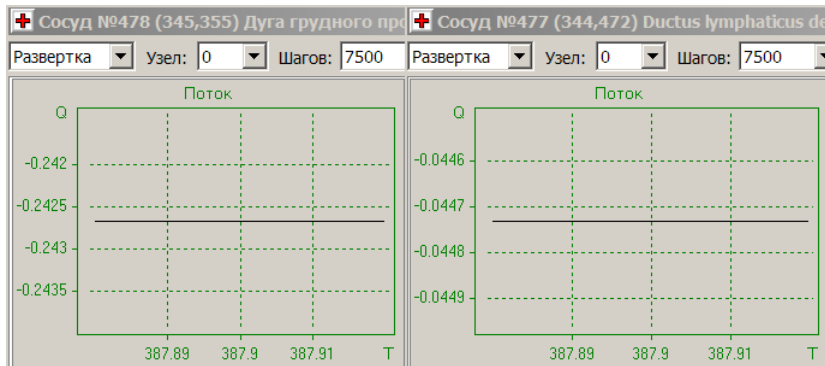 Сосуд №478 (345,355) Дуга грудного
Развертка Узел: 0 Шагов: 7500
Поток
Q
-0.242
-0.2425
-0.243
-0.2435
387.89 387.9 387.91 T
Сосуд №477 (344,472) Ductus lymphaticus
Развертка Узел: 0 Шагов: 7500
Поток
Q
-0.0446
-0.0447
-0.0448
-0.0449
387.89 387.9 387.91 T